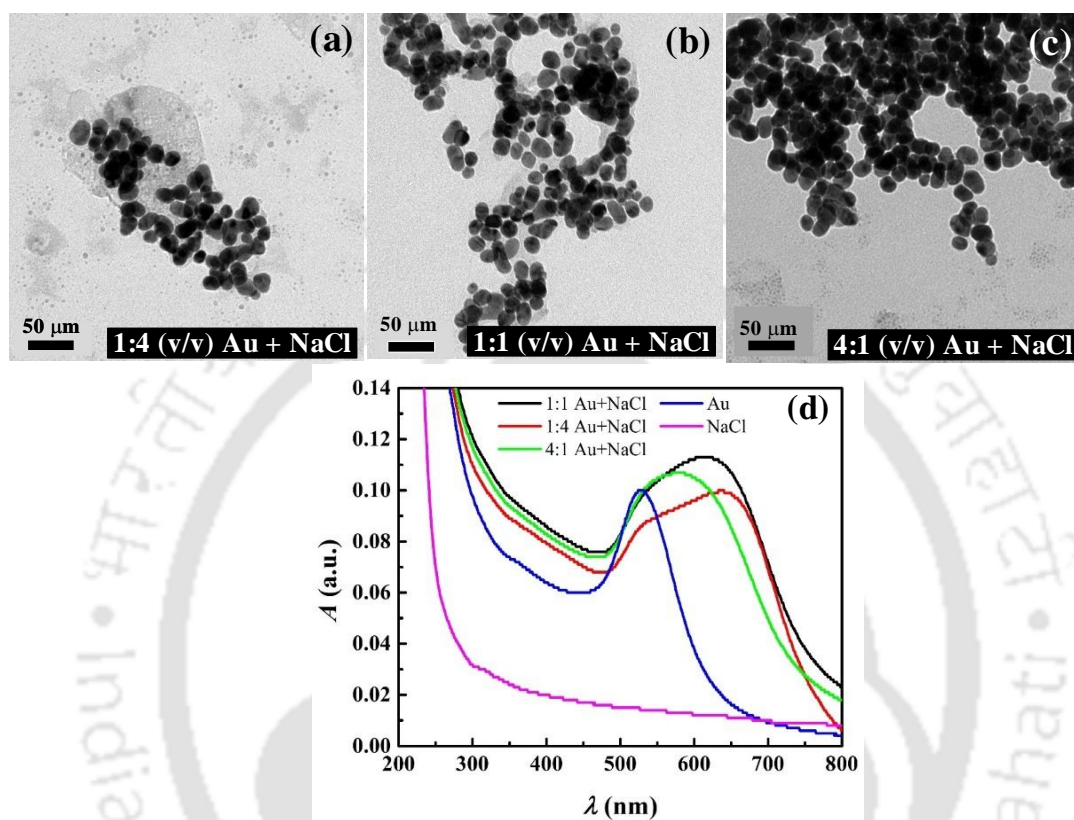 (a)
50 μm
1:4 (v/v) Au + NaCl
(b)
50 μm
1:1 (v/v) Au + NaCl
(c)
50 μm
4:1 (v/v) Au + NaCl
(d)
1:1 Au+NaCl
Au
1:4 Au+NaCl
NaCl
4:1 Au+NaCl
0.14
0.12
0.10
0.08
0.06
0.04
0.02
0.00
A (a.u.)
200 300 400 500 600 700 800
λ (nm)